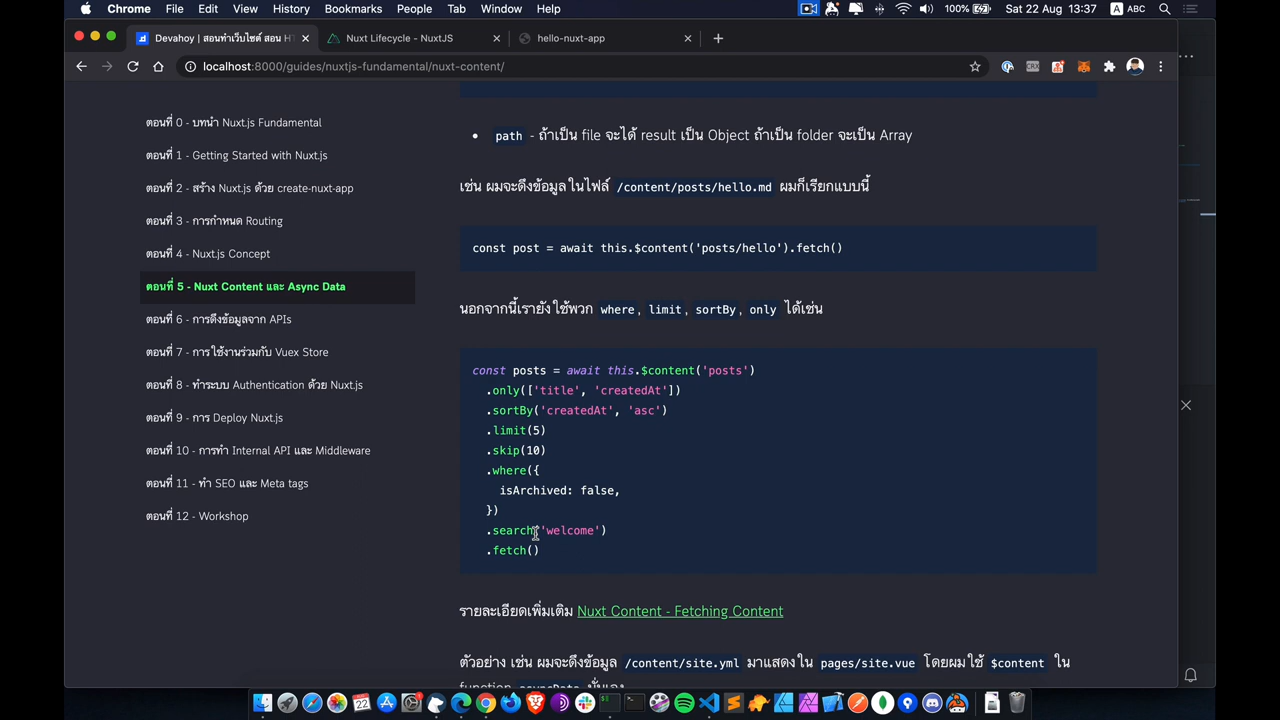 Chrome File Edit View History Bookmarks People Tab Window Help 100% Sat 22 Aug 13:37 A ABC
Devahoy | สอนทำเว็บไซต์ สอน HT Nuxt Lifecycle - NuxtJS hello-nuxt-app
localhost:8000/guides/nuxtjs-fundamental/nuxt-content/
ตอนที่ 0 - บทนำ Nuxt.js Fundamental
ตอนที่ 1 - Getting Started with Nuxt.js
ตอนที่ 2 - สร้าง Nuxt.js ด้วย create-nuxt-app
ตอนที่ 3 - การกำหนด Routing
ตอนที่ 4 - Nuxt.js Concept
ตอนที่ 5 - Nuxt Content และ Async Data
ตอนที่ 6 - การดึงข้อมูลจาก APIs
ตอนที่ 7 - การใช้งานร่วมกับ Vuex Store
ตอนที่ 8 - ทำระบบ Authentication ด้วย Nuxt.js
ตอนที่ 9 - การ Deploy Nuxt.js
ตอนที่ 10 - การทำ Internal API และ Middleware
ตอนที่ 11 - ทำ SEO และ Meta tags
ตอนที่ 12 - Workshop
• path - ถ้าเป็น file จะได้ result เป็น Object ถ้าเป็น folder จะเป็น Array
เช่น ผมจะดึงข้อมูลในไฟล์ /content/posts/hello.md ผมก็เรียกแบบนี้
const post = await this.$content('posts/hello').fetch()
นอกจากนี้เรายังใช้พวก where, limit, sortBy, only ได้เช่น
const posts = await this.$content('posts')
.only(['title', 'createdAt'])
.sortBy('createdAt', 'asc')
.limit(5)
.skip(10)
.where({
isArchived: false,
})
.search('welcome')
.fetch()
รายละเอียดเพิ่มเติม Nuxt Content - Fetching Content
ตัวอย่าง เช่น ผมจะดึงข้อมูล /content/site.yml มาแสดงใน pages/site.vue โดยผมใช้ $content ใน
function asyncData นั่นเอง